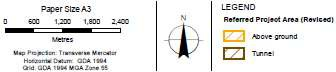 Paper Size A3
0 600 1,200 1,800 2,400
Metres
Map Projection: Transverse Mercator
Horizontal Datum: GDA 1994
Grid: GDA 1994 MGA Zone 55
N
LEGEND
Referred Project Area (Revised)
Above ground
Tunnel